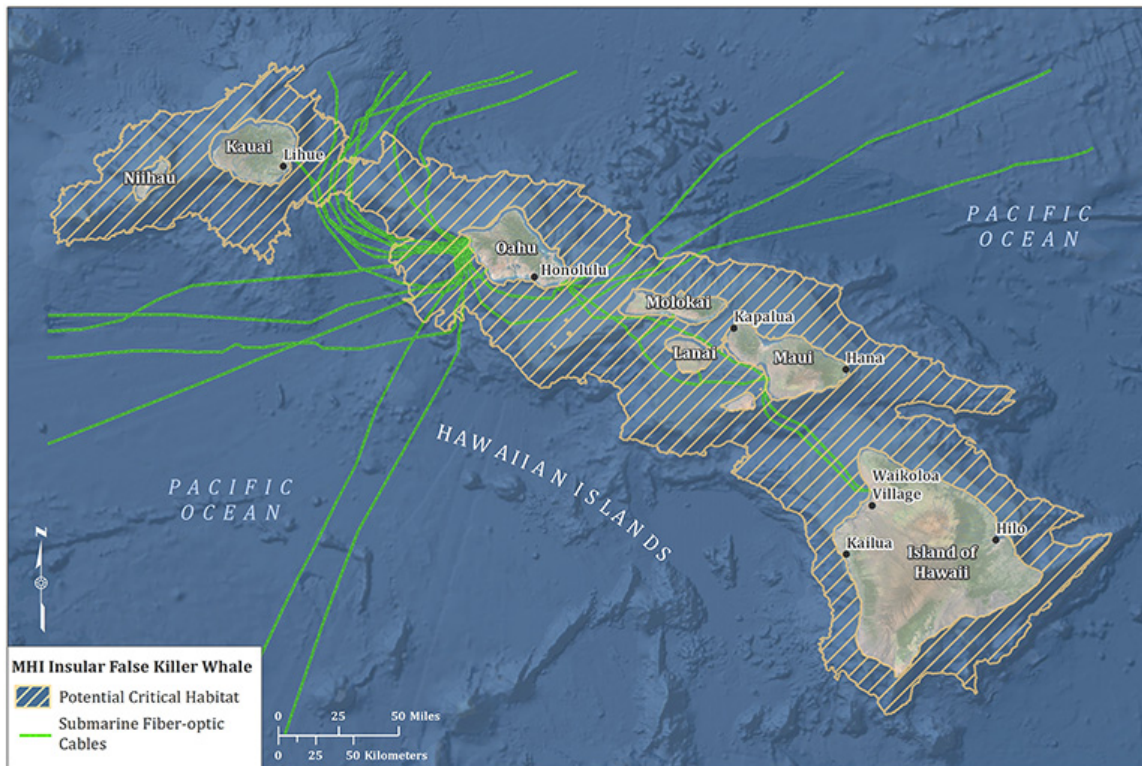 Kauai
Lihue
Niihau
PACIFIC
OCEAN
Oahu
Honolulu
Molokai
Kapalua
Lanai
Maui
Hana
HAWAIIAN ISLANDS
PACIFIC
OCEAN
Waikoloa
Village
Hilo
Kailua
Island of
Hawaii
N
MHI Insular False Killer Whale
Potential Critical Habitat
Submarine Fiber-optic
Cables
0 25 50 Miles
0 25 50 Kilometers